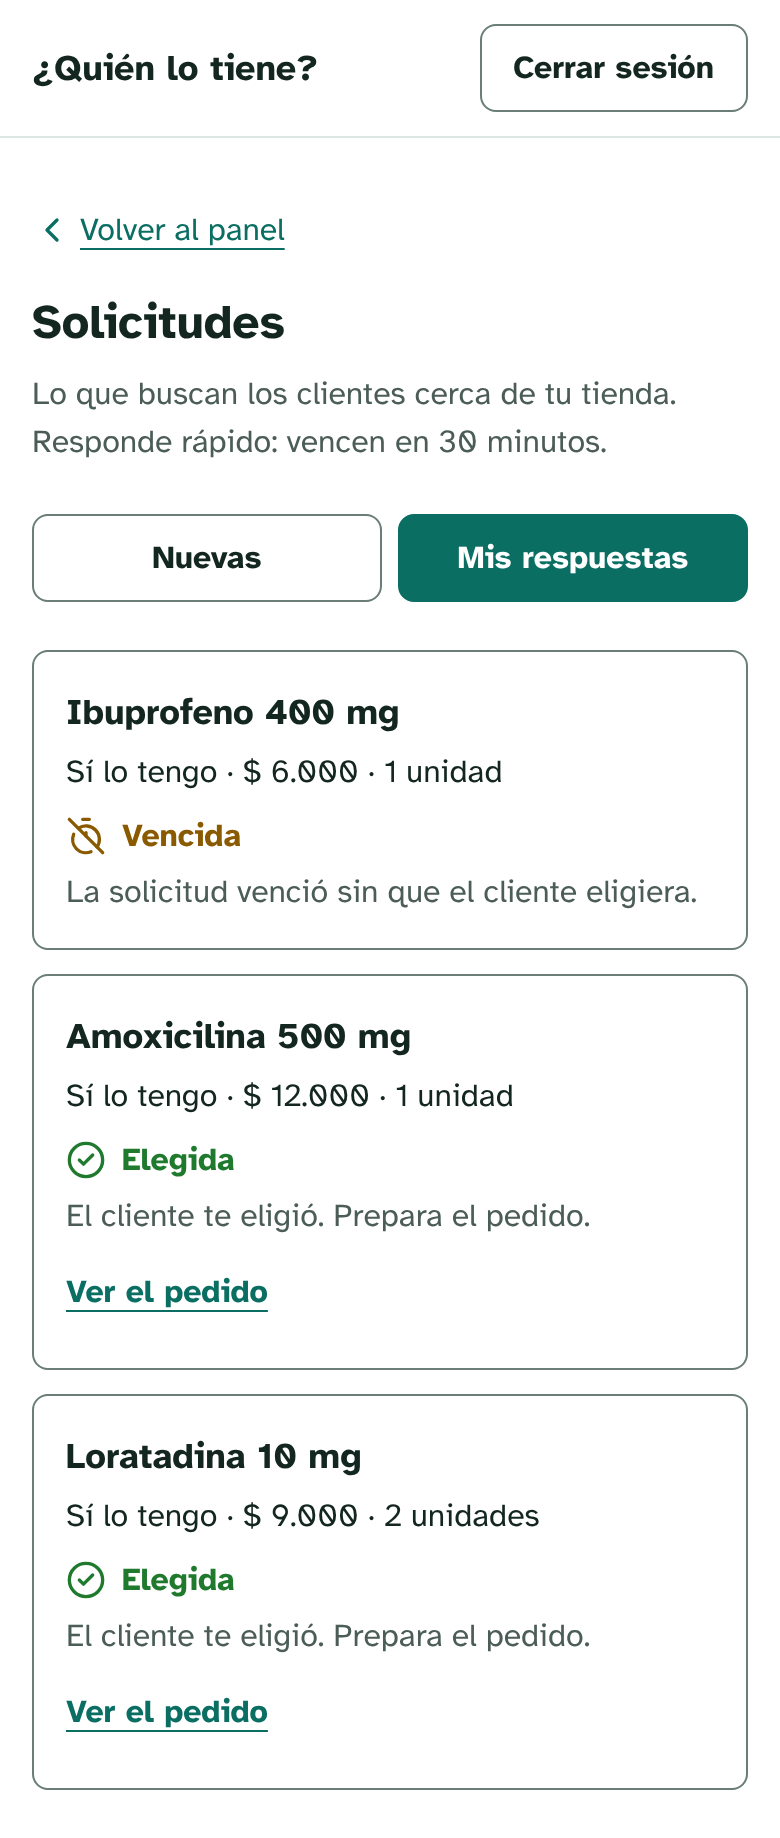 ¿Quién lo tiene?
Cerrar sesión
Volver al panel
Solicitudes
Lo que buscan los clientes cerca de tu tienda.
Responde rápido: vencen en 30 minutos.
Nuevas
Mis respuestas
Ibuprofeno 400 mg
Sí lo tengo · $ 6.000 · 1 unidad
Vencida
La solicitud venció sin que el cliente eligiera.
Amoxicilina 500 mg
Sí lo tengo · $ 12.000 · 1 unidad
Elegida
El cliente te eligió. Prepara el pedido.
Ver el pedido
Loratadina 10 mg
Sí lo tengo · $ 9.000 · 2 unidades
Elegida
El cliente te eligió. Prepara el pedido.
Ver el pedido